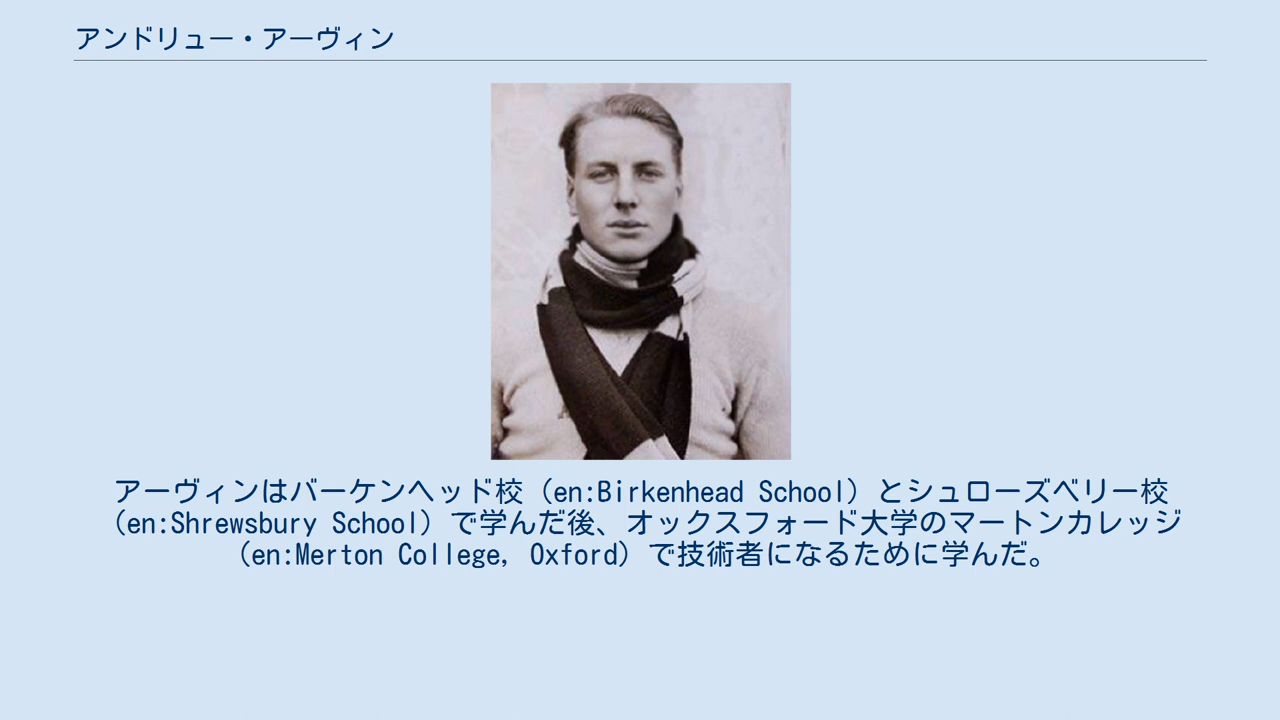 アンドリュー・アーヴィン
アーヴィンはバーケンヘッド校（en:Birkenhead School）とシュローズベリー校
（en:Shrewsbury School）で学んだ後、オックスフォード大学のマートンカレッジ
（en:Merton College, Oxford）で技術者になるために学んだ。